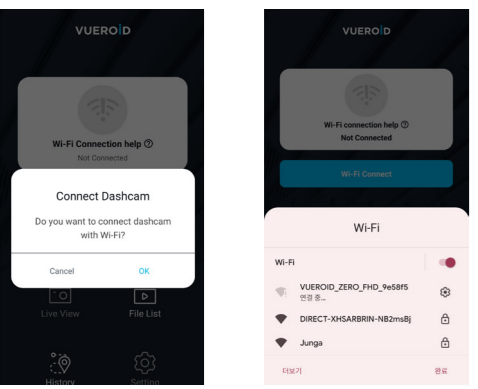 VUEROID
Wi-Fi Connection help ?
Not Connected
Connect Dashcam
Do you want to connect dashcam
with Wi-Fi?
Cancel
OK
Live View
File List
History
Setting
VUEROID
Wi-Fi connection help ?
Not Connected
Wi-Fi Connect
Wi-Fi
Wi-Fi
VUEROID_ZERO_FHD_9e58f5
연결 중...
DIRECT-XHSARBRIN-NB2msBj
Junga
더보기
완료